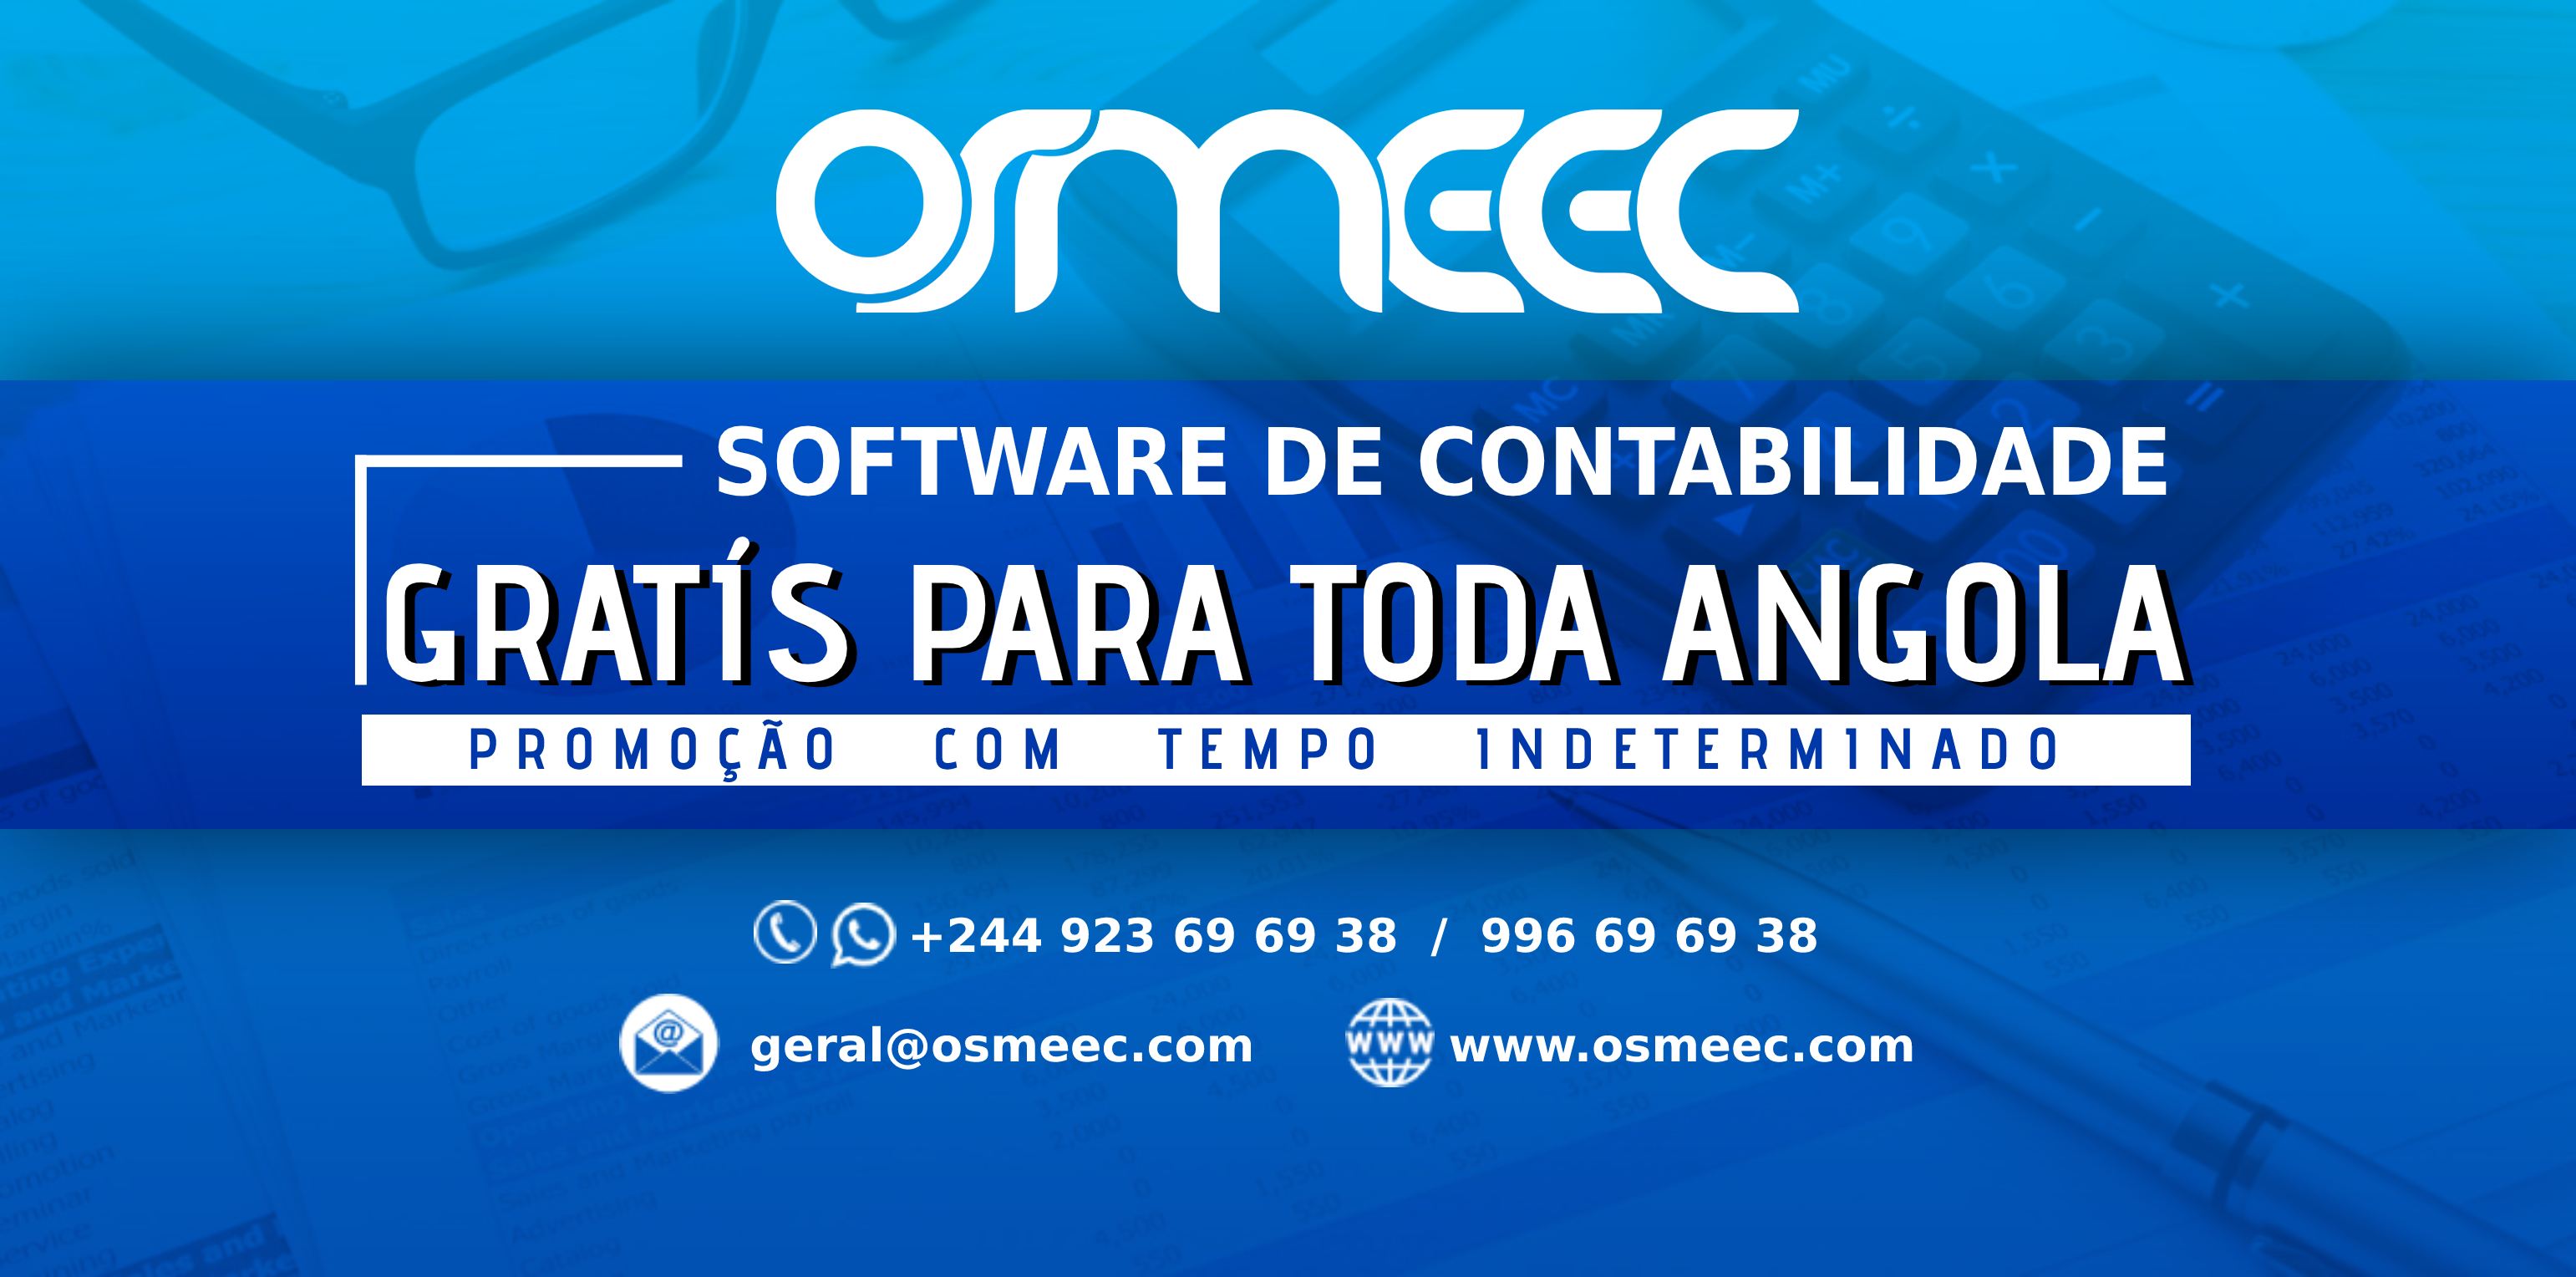 osmeec
SOFTWARE DE CONTABILIDADE
GRATÍS PARA TODA ANGOLA
PROMOÇÃO COM TEMPO INDETERMINADO
+244 923 69 69 38 / 996 69 69 38
geral@osmeec.com
www.osmeec.com